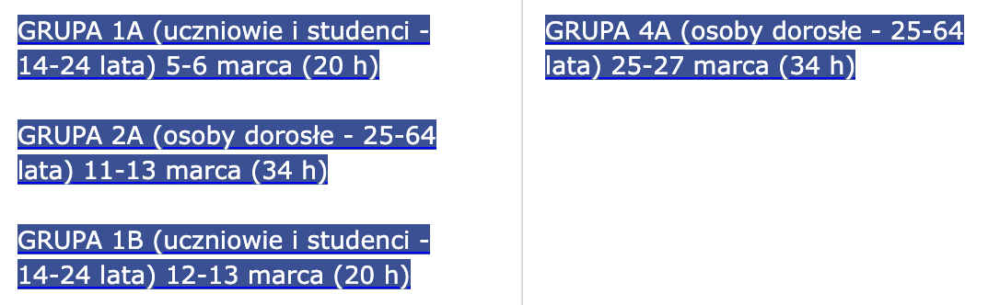 GRUPA 1A (uczniowie i studenci -
14-24 lata) 5-6 marca (20 h)
GRUPA 2A (osoby dorosłe - 25-64
lata) 11-13 marca (34 h)
GRUPA 1B (uczniowie i studenci -
14-24 lata) 12-13 marca (20 h)
GRUPA 4A (osoby dorosłe - 25-64
lata) 25-27 marca (34 h)